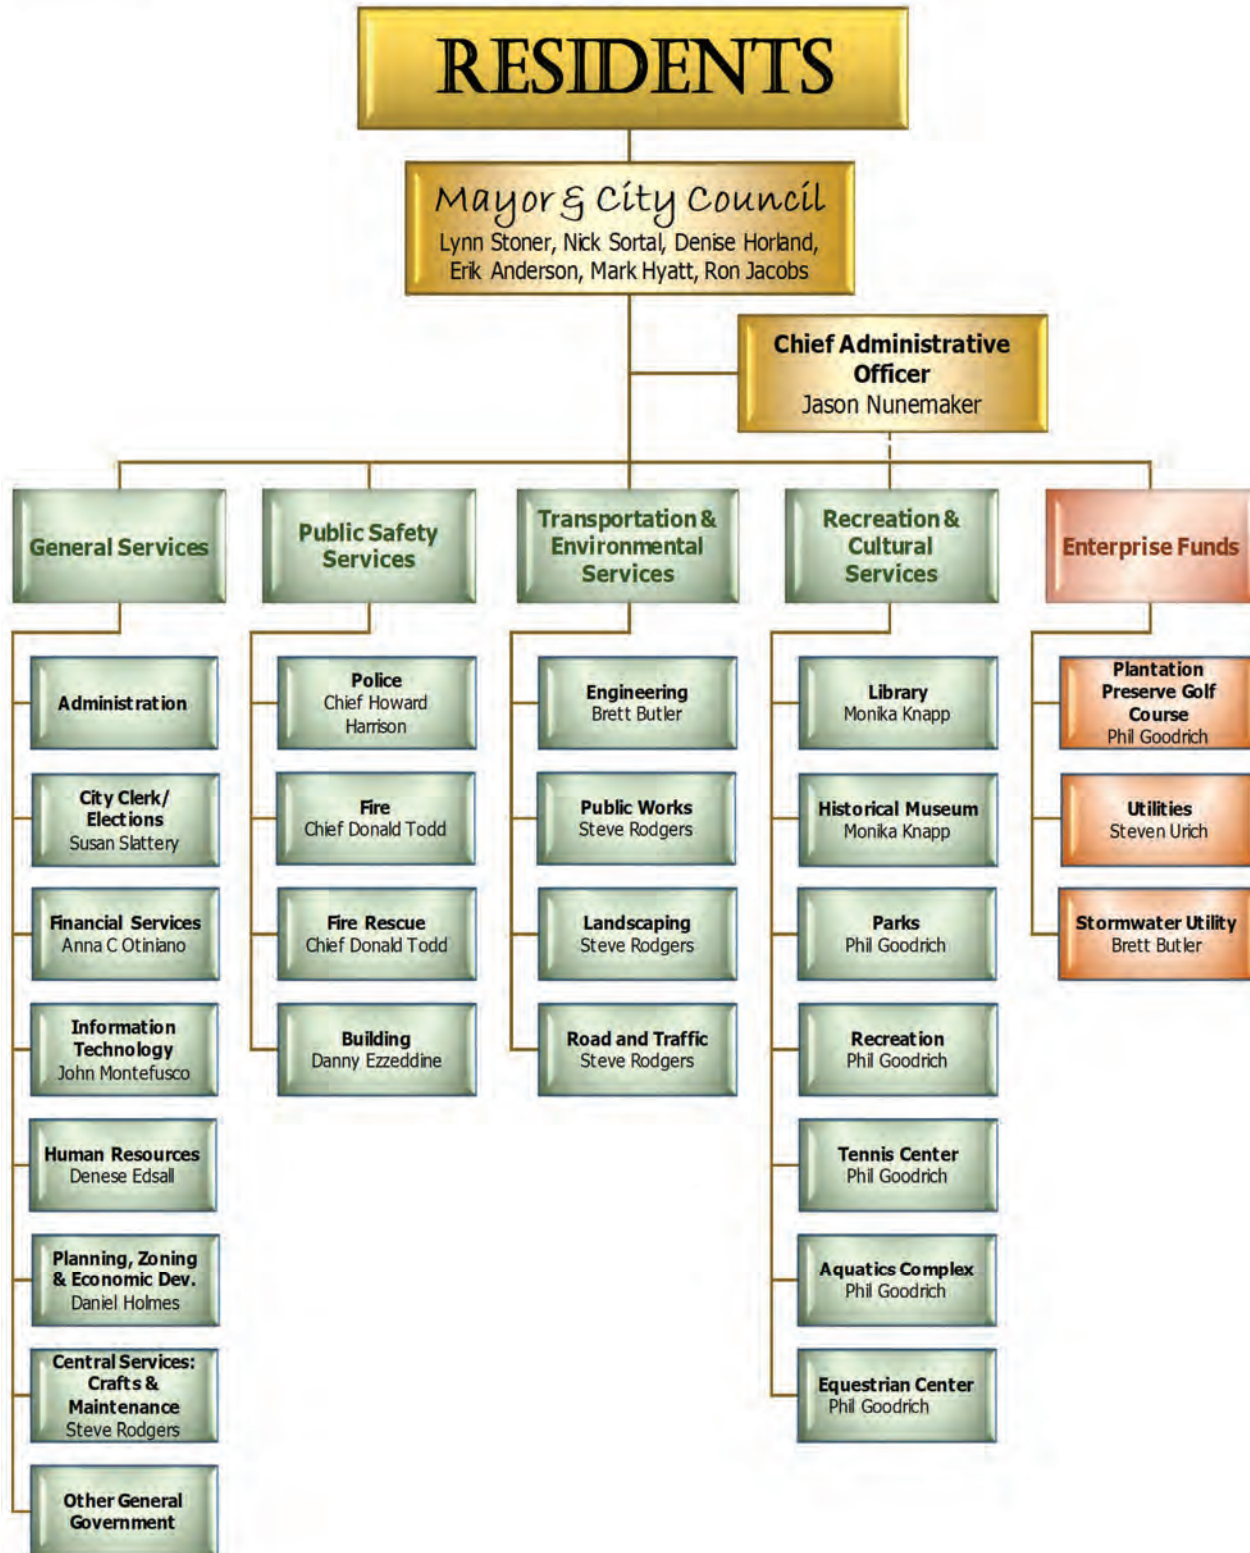 RESIDENTS
Mayor & City Council
Lynn Stoner, Nick Sortal, Denise Horland,
Erik Anderson, Mark Hyatt, Ron Jacobs
Chief Administrative
Officer
Jason Nunemaker
General Services
Public Safety
Services
Transportation &
Environmental
Services
Recreation &
Cultural
Services
Enterprise Funds
Administration
City Clerk/
Elections
Susan Slattery
Financial Services
Anna C Otiniano
Information
Technology
John Montefusco
Human Resources
Denese Edsall
Planning, Zoning
& Economic Dev.
Daniel Holmes
Central Services:
Crafts &
Maintenance
Steve Rodgers
Other General
Government
Police
Chief Howard
Harrison
Fire
Chief Donald Todd
Fire Rescue
Chief Donald Todd
Building
Danny Ezzeddine
Engineering
Brett Butler
Public Works
Steve Rodgers
Landscaping
Steve Rodgers
Road and Traffic
Steve Rodgers
Library
Monika Knapp
Historical Museum
Monika Knapp
Parks
Phil Goodrich
Recreation
Phil Goodrich
Tennis Center
Phil Goodrich
Aquatics Complex
Phil Goodrich
Equestrian Center
Phil Goodrich
Plantation
Preserve Golf
Course
Phil Goodrich
Utilities
Steven Urich
Stormwater Utility
Brett Butler